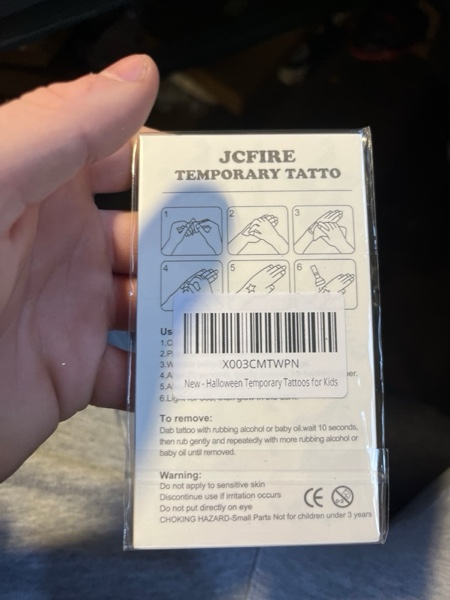 JCFIRE
TEMPORARY TATTO
1
2
3
4
5
6
Us
1.C
2.P
3.W
4.A
5.A
6.Li
X003CMTWPN
New - Halloween Temporary Tattoos for Kids
To remove:
Dab tattoo with rubbing alcohol or baby oil.wait 10 seconds,
then rub gently and repeatedly with more rubbing alcohol or
baby oil until removed.
Warning:
Do not apply to sensitive skin
Discontinue use if irritation occurs
Do not put directly on eye
CHOKING HAZARD-Small Parts Not for children under 3 years
CE
0-3